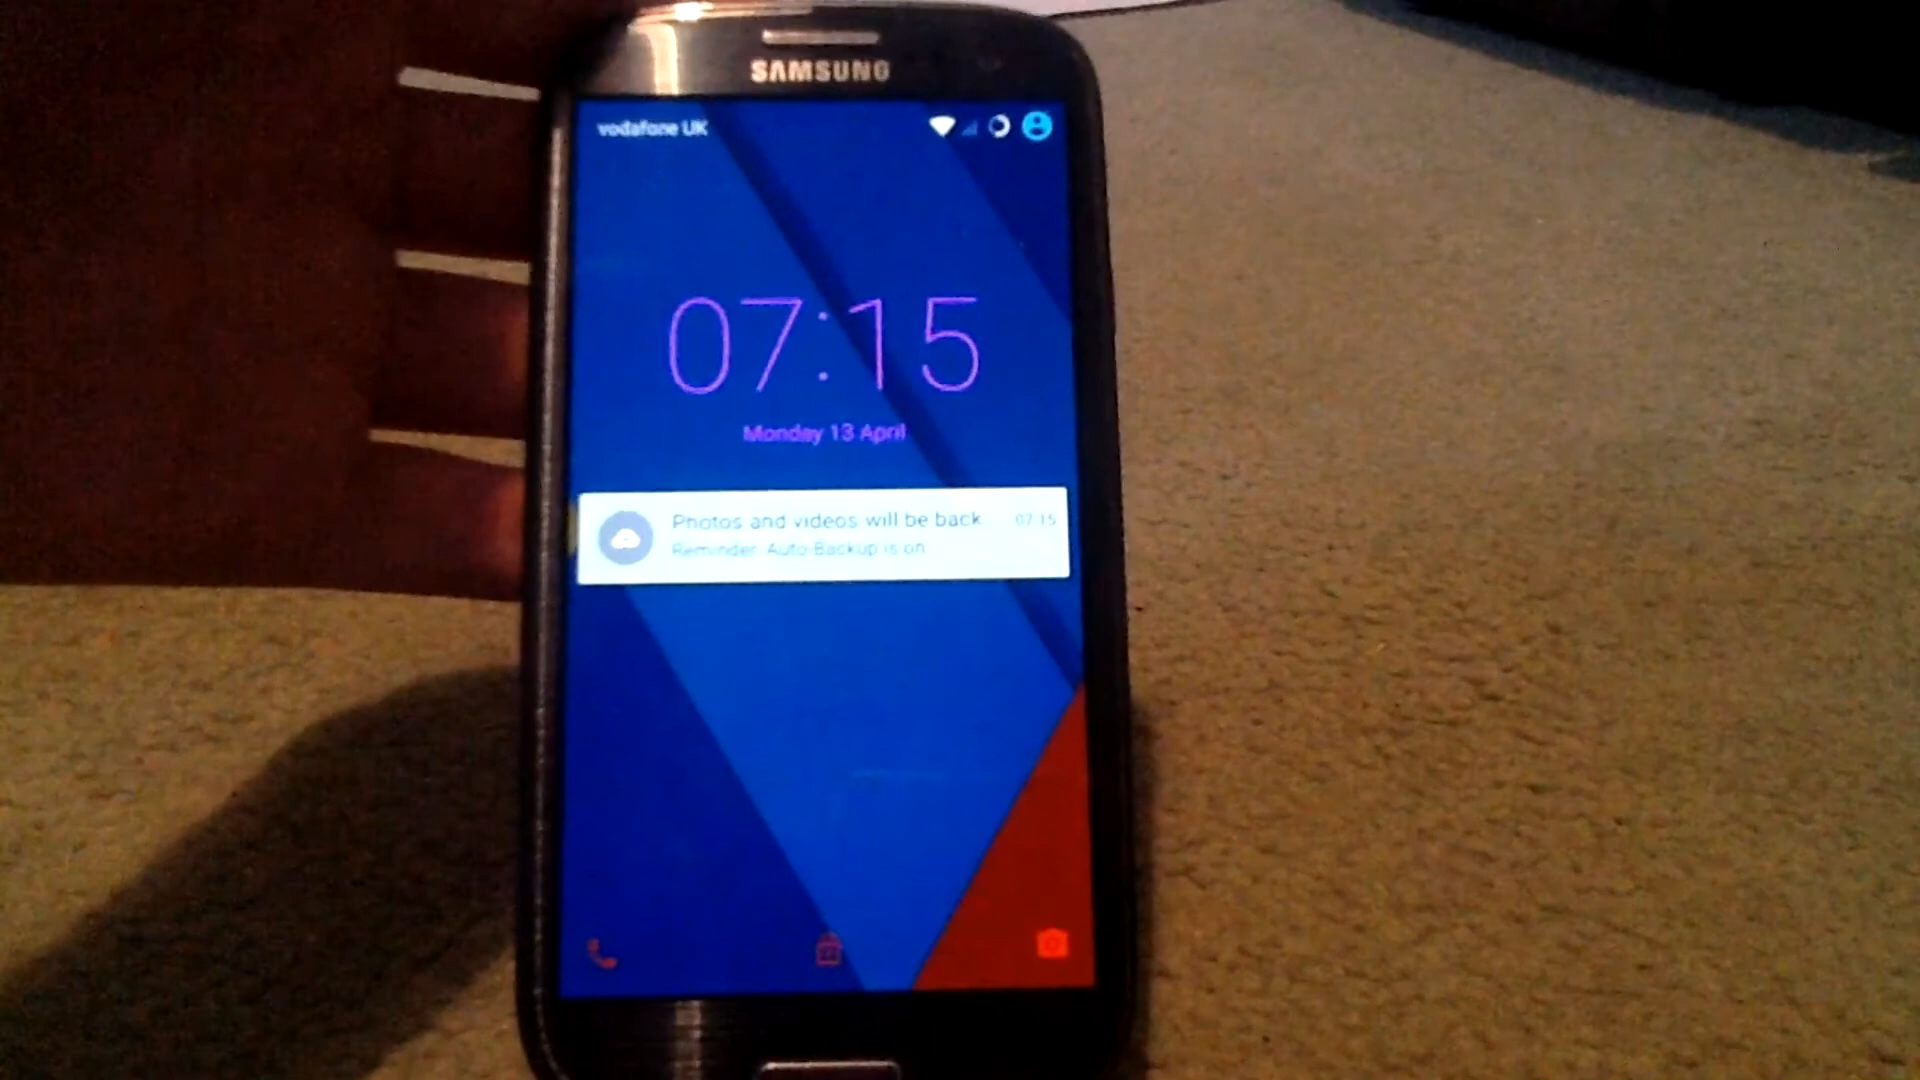 SAMSUNG
vodafone UK
07:15
Monday 13 April
Photos and videos will be back 07:15
Reminder: Auto Backup is on